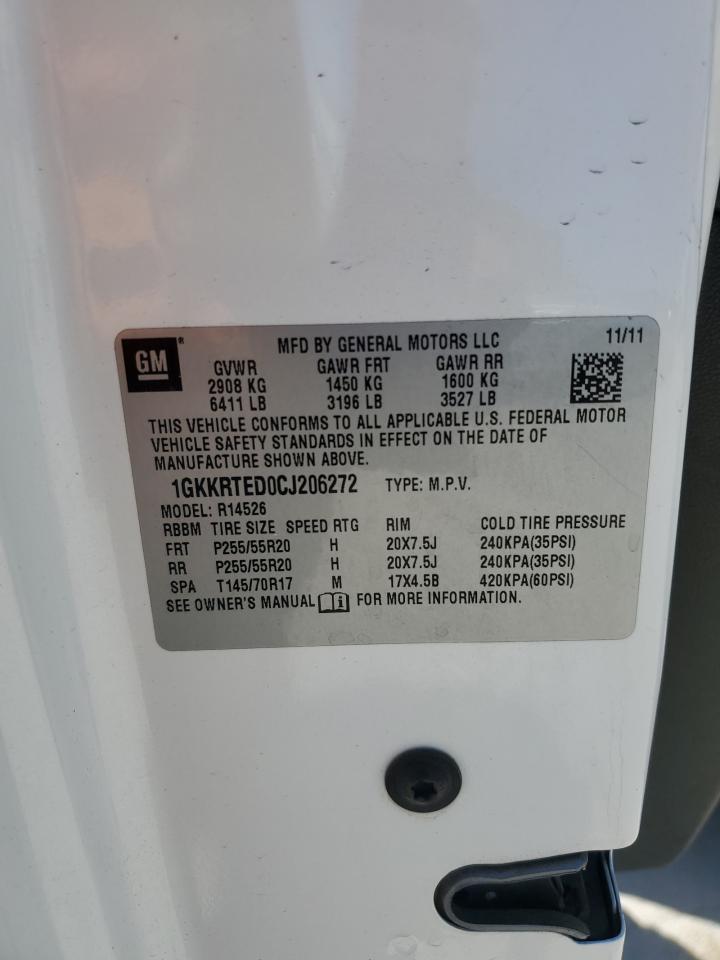 GM®
MFD BY GENERAL MOTORS LLC 11/11
GVWR GAWR FRT GAWR RR
2908 KG 1450 KG 1600 KG
6411 LB 3196 LB 3527 LB
THIS VEHICLE CONFORMS TO ALL APPLICABLE U.S. FEDERAL MOTOR
VEHICLE SAFETY STANDARDS IN EFFECT ON THE DATE OF
MANUFACTURE SHOWN ABOVE.
1GKKRTED0CJ206272 TYPE: M.P.V.
MODEL: R14526
RBBM TIRE SIZE SPEED RTG RIM COLD TIRE PRESSURE
FRT P255/55R20 H 20X7.5J 240KPA(35PSI)
RR P255/55R20 H 20X7.5J 240KPA(35PSI)
SPA T145/70R17 M 17X4.5B 420KPA(60PSI)
SEE OWNER'S MANUAL FOR MORE INFORMATION.